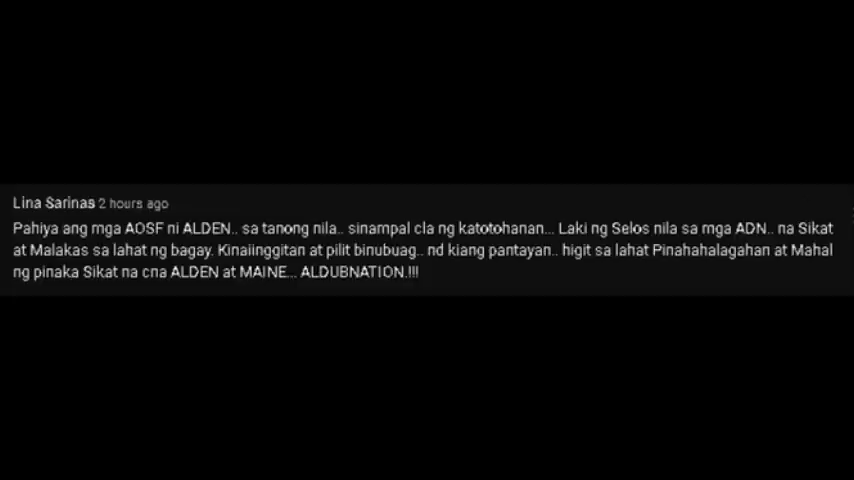 Lina Sarinas 2 hours ago
Pahiya ang mga AOSF ni ALDEN.. sa tanong nila.. sinampal cla ng katotohanan... Laki ng Selos nila sa mga ADN.. na Sikat
at Malakas sa lahat ng bagay. Kinaiinggitan at pilit binubuag.. nd kiang pantayan.. higit sa lahat Pinahahalagahan at Mahal
ng pinaka Sikat na cna ALDEN at MAINE... ALDUBNATION.!!!